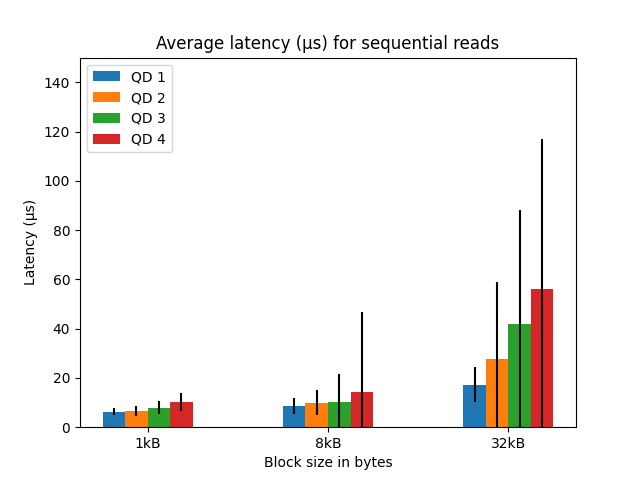 Average latency (µs) for sequential reads
QD 1
QD 2
QD 3
QD 4
Latency (µs)
140
120
100
80
60
40
20
0
1kB
8kB
32kB
Block size in bytes